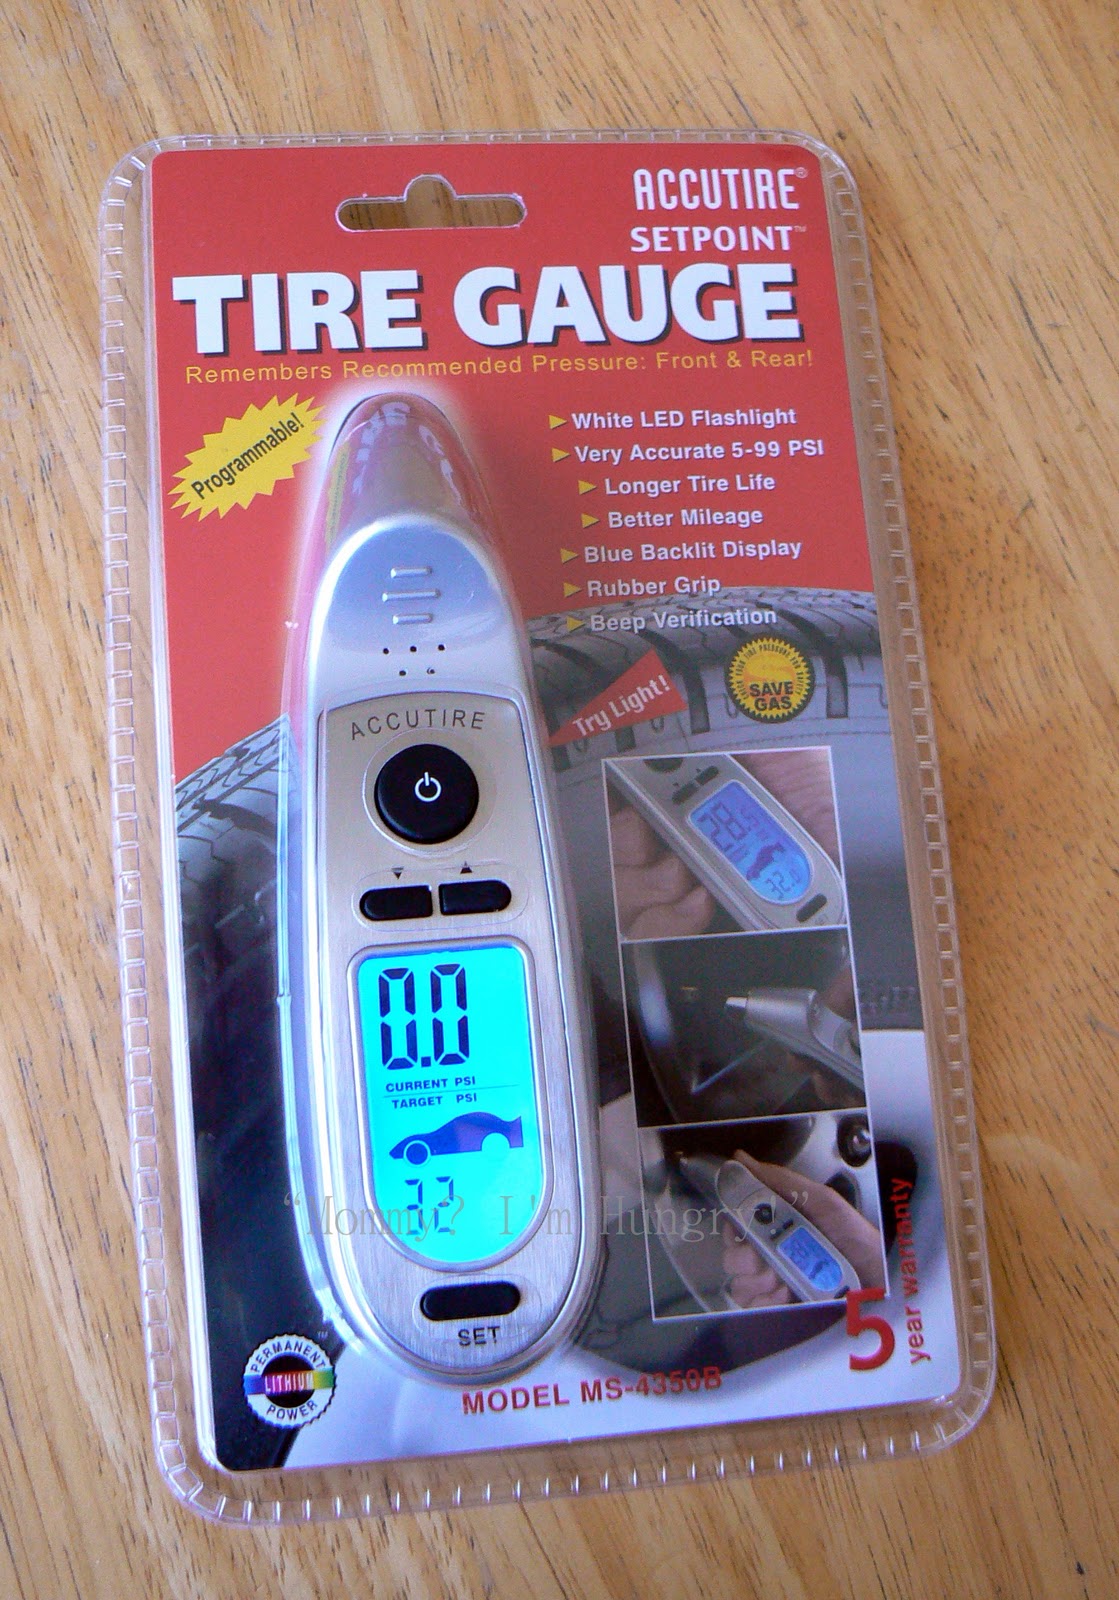 ACCUTIRE®
SETPOINT™
TIRE GAUGE
Remembers Recommended Pressure: Front & Rear!
Programmable!
White LED Flashlight
Very Accurate 5-99 PSI
Longer Tire Life
Better Mileage
Blue Backlit Display
Rubber Grip
Beep Verification
SAVE
GAS
Try Light!
ACCUTIRE
0.0
CURRENT PSI
TARGET PSI
32.0
“Mommy? I'm Hungry!”
SET
5
year warranty
PERMANENT
LITHIUM
POWER
™
MODEL MS-4350B